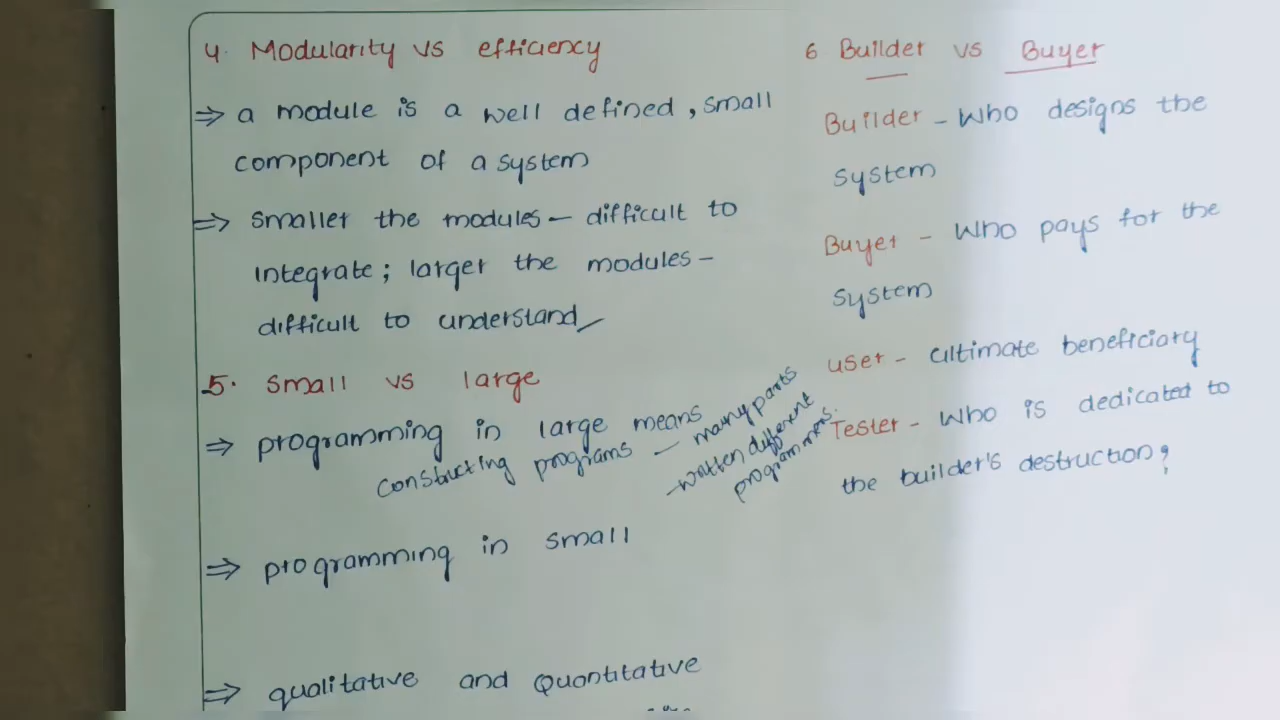 4. Modularity vs efficiency
⇒ a module is a well defined, small
component of a system
⇒ smaller the modules - difficult to
integrate; larger the modules -
difficult to understand
5. small vs large
⇒ programming in large means
constructing programs - many parts
- written different
programmers.
⇒ programming in small
⇒ qualitative and Quantitative
6 Builder vs Buyer
Builder - Who designs the
system
Buyer - Who pays for the
system
user - ultimate beneficiary
Tester - Who is dedicated to
the builder's destruction;